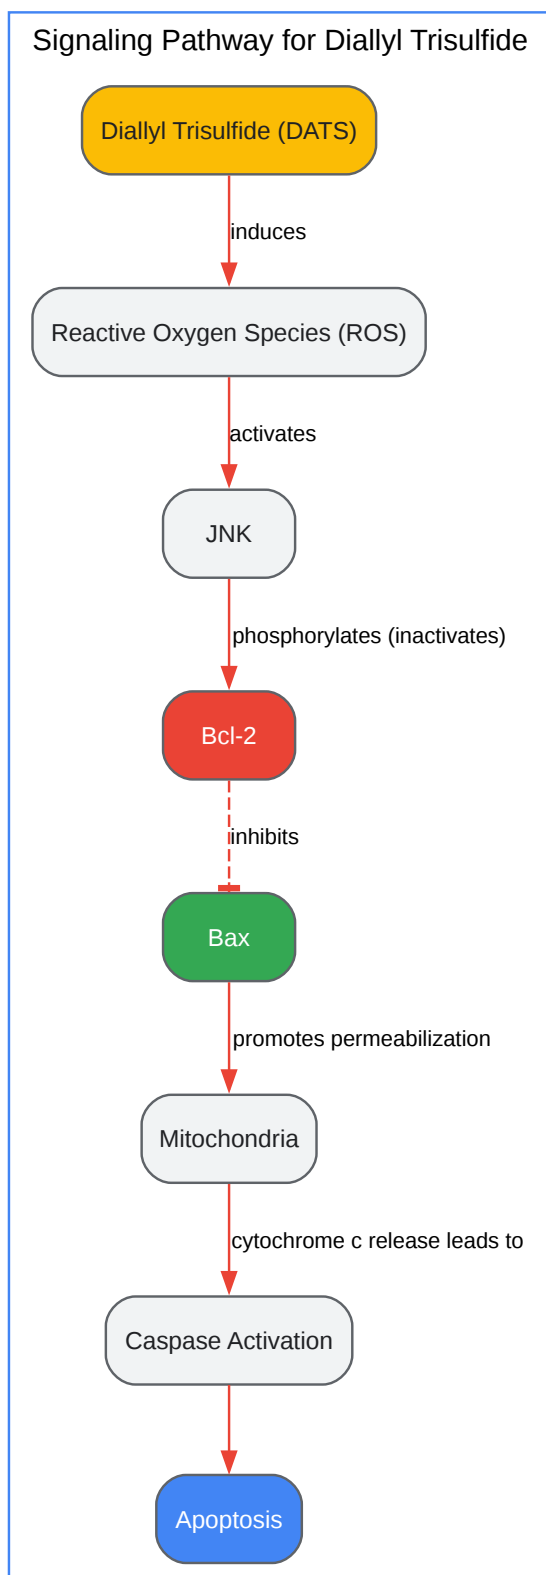 Signaling Pathway for Diallyl Trisulfide
Diallyl Trisulfide (DATS)
induces
Reactive Oxygen Species (ROS)
activates
JNK
phosphorylates (inactivates)
Bcl-2
inhibits
Bax
promotes permeabilization
Mitochondria
cytochrome c release leads to
Caspase Activation
Apoptosis